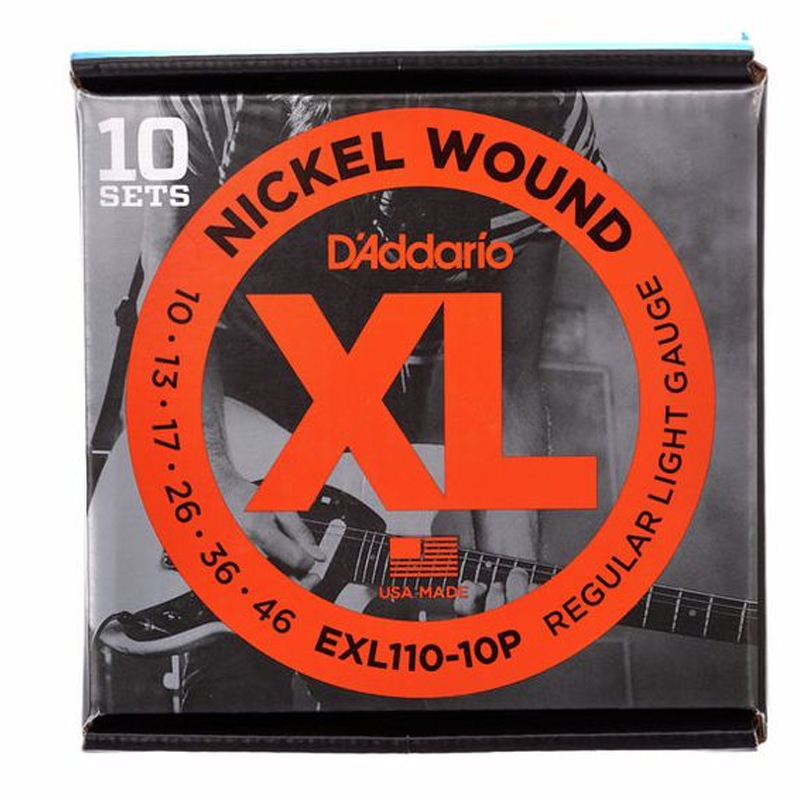 10
SETS
NICKEL WOUND
D'Addario
XL
10 • 13 • 17 • 26 • 36 • 46
REGULAR LIGHT GAUGE
USA MADE
EXL110-10P